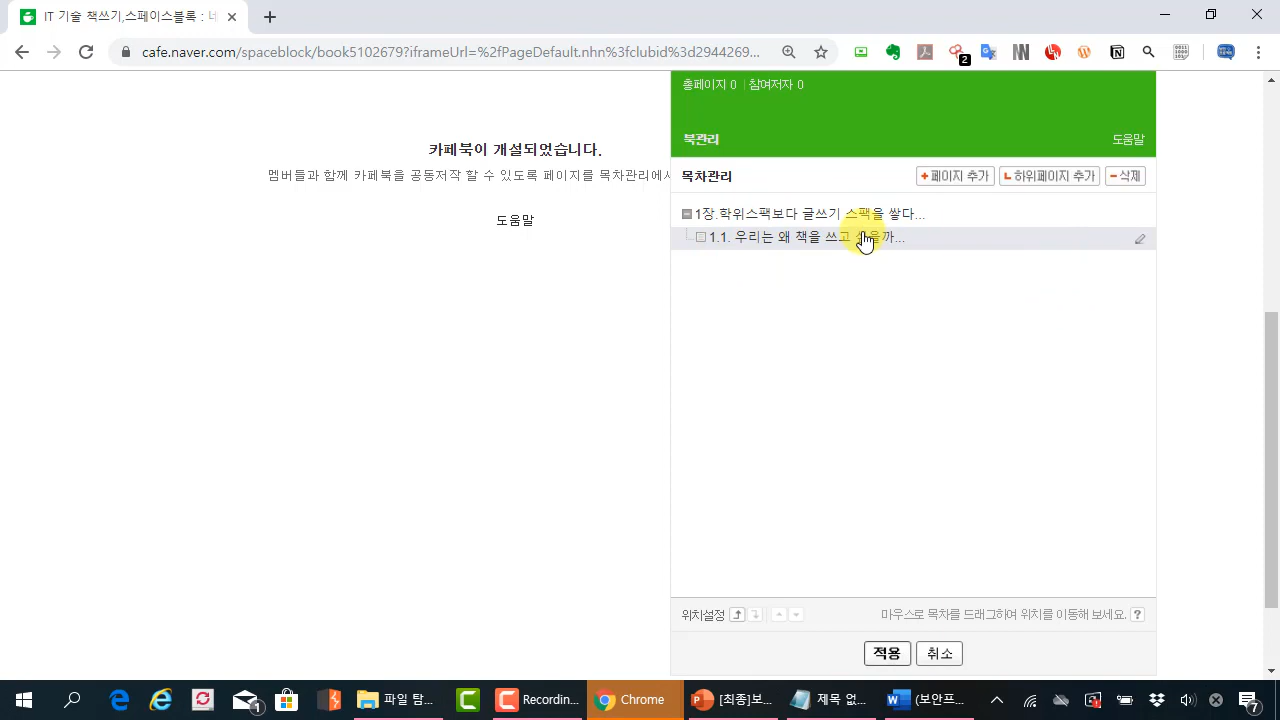 IT 기술 책쓰기,스페이스블록 : 네
cafe.naver.com/spaceblock/book5102679?iframeUrl=%2fPageDefault.nhn%3fclubid%3d2944269...
2
총페이지 0 참여저자 0
북관리 도움말
카페북이 개설되었습니다.
멤버들과 함께 카페북을 공동저작 할 수 있도록 페이지를 목차관리에서
도움말
목차관리 +페이지 추가 하위페이지 추가 -삭제
1장.학위스팩보다 글쓰기 스팩을 쌓다...
1.1. 우리는 왜 책을 쓰고 싶을까...
위치설정 마우스로 목차를 드래그하여 위치를 이동해 보세요. ?
적용 취소
1 파일 탐... Recordin... Chrome [최종]보... 제목 없... (보안프... 7